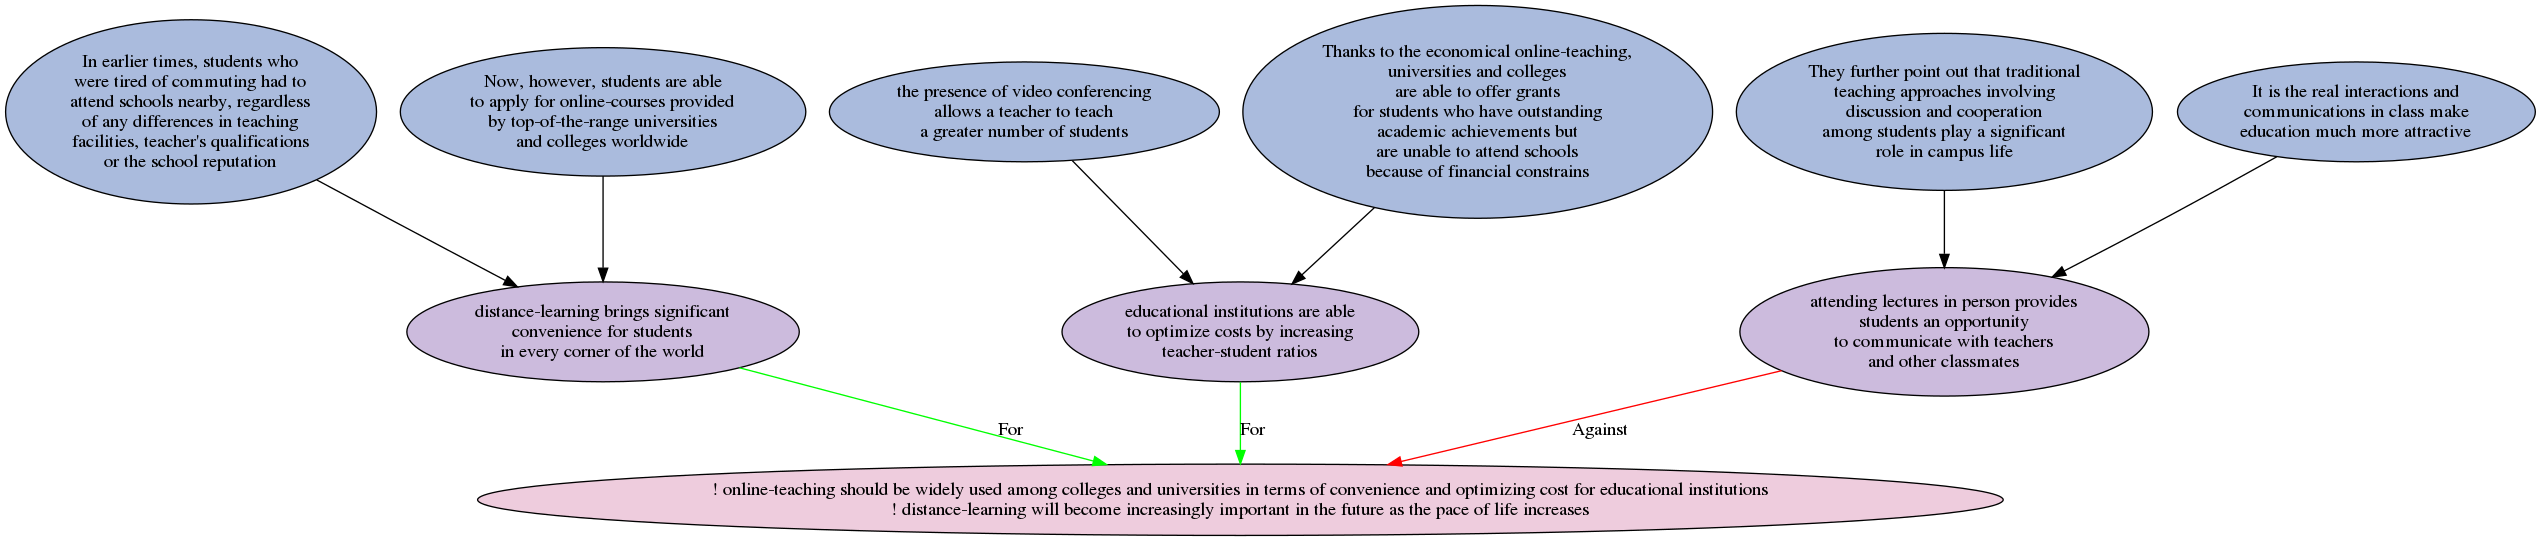 In earlier times, students who
were tired of commuting had to
attend schools nearby, regardless
of any differences in teaching
facilities, teacher's qualifications
or the school reputation
Now, however, students are able
to apply for online-courses provided
by top-of-the-range universities
and colleges worldwide
the presence of video conferencing
allows a teacher to teach
a greater number of students
Thanks to the economical online-teaching,
universities and colleges
are able to offer grants
for students who have outstanding
academic achievements but
are unable to attend schools
because of financial constrains
They further point out that traditional
teaching approaches involving
discussion and cooperation
among students play a significant
role in campus life
It is the real interactions and
communications in class make
education much more attractive
distance-learning brings significant
convenience for students
in every corner of the world
educational institutions are able
to optimize costs by increasing
teacher-student ratios
attending lectures in person provides
students an opportunity
to communicate with teachers
and other classmates
For
For
Against
! online-teaching should be widely used among colleges and universities in terms of convenience and optimizing cost for educational institutions
! distance-learning will become increasingly important in the future as the pace of life increases